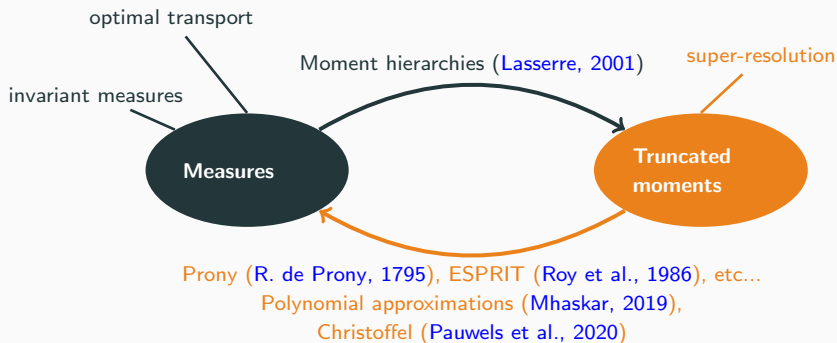 optimal transport
Moment hierarchies (Lasserre, 2001)
super-resolution
invariant measures
Measures
Truncated
moments
Prony (R. de Prony, 1795), ESPRIT (Roy et al., 1986), etc...
Polynomial approximations (Mhaskar, 2019),
Christoffel (Pauwels et al., 2020)